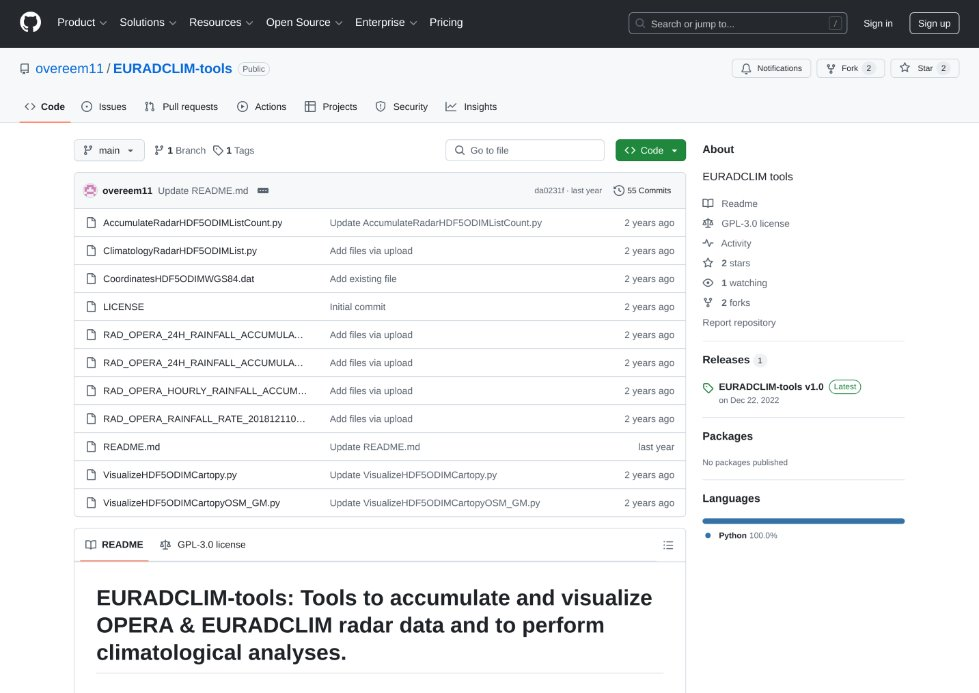 Product Solutions Resources Open Source Enterprise Pricing Search or jump to... / Sign in Sign up
overeem11 / EURADCLIM-tools Public Notifications Fork 2 Star 2
Code Issues Pull requests Actions Projects Security Insights
main 1 Branch 1 Tags Go to file Code
overeem11 Update README.md da0231f · last year 55 Commits
AccumulateRadarHDF5ODIMListCount.py Update AccumulateRadarHDF5ODIMListCount.py 2 years ago
ClimatologyRadarHDF5ODIMList.py Add files via upload 2 years ago
CoordinatesHDF5ODIMWGS84.dat Add existing file 2 years ago
LICENSE Initial commit 2 years ago
RAD_OPERA_24H_RAINFALL_ACCUMULA... Add files via upload 2 years ago
RAD_OPERA_24H_RAINFALL_ACCUMULA... Add files via upload 2 years ago
RAD_OPERA_HOURLY_RAINFALL_ACCUM... Add files via upload 2 years ago
RAD_OPERA_RAINFALL_RATE_201812110... Add files via upload 2 years ago
README.md Update README.md last year
VisualizeHDF5ODIMCartopy.py Update VisualizeHDF5ODIMCartopy.py 2 years ago
VisualizeHDF5ODIMCartopyOSM_GM.py Update VisualizeHDF5ODIMCartopyOSM_GM.py 2 years ago
README GPL-3.0 license
EURADCLIM-tools: Tools to accumulate and visualize
OPERA & EURADCLIM radar data and to perform
climatological analyses.
About
EURADCLIM tools
Readme
GPL-3.0 license
Activity
2 stars
1 watching
2 forks
Report repository
Releases 1
EURADCLIM-tools v1.0 Latest
on Dec 22, 2022
Packages
No packages published
Languages
Python 100.0%